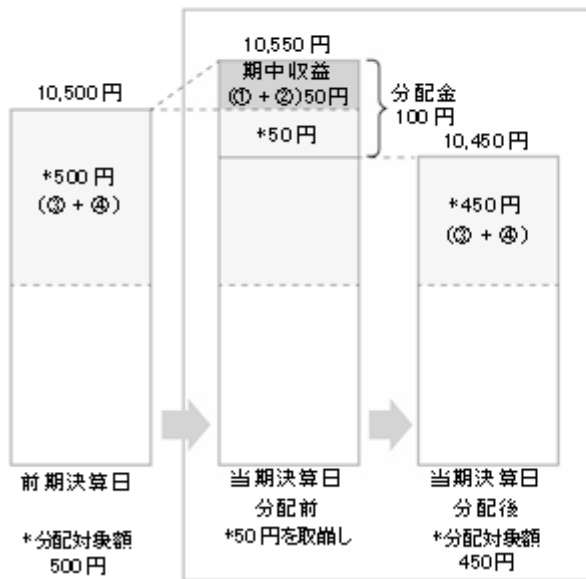 10,500円
*500円
(③+④)
前期決算日
*分配対象額
500円
10,550円
期中収益
(①+②)50円
*50円
分配金
100円
当期決算日
分配前
*50円を取崩し
10,450円
*450円
(③+④)
当期決算日
分配後
*分配対象額
450円